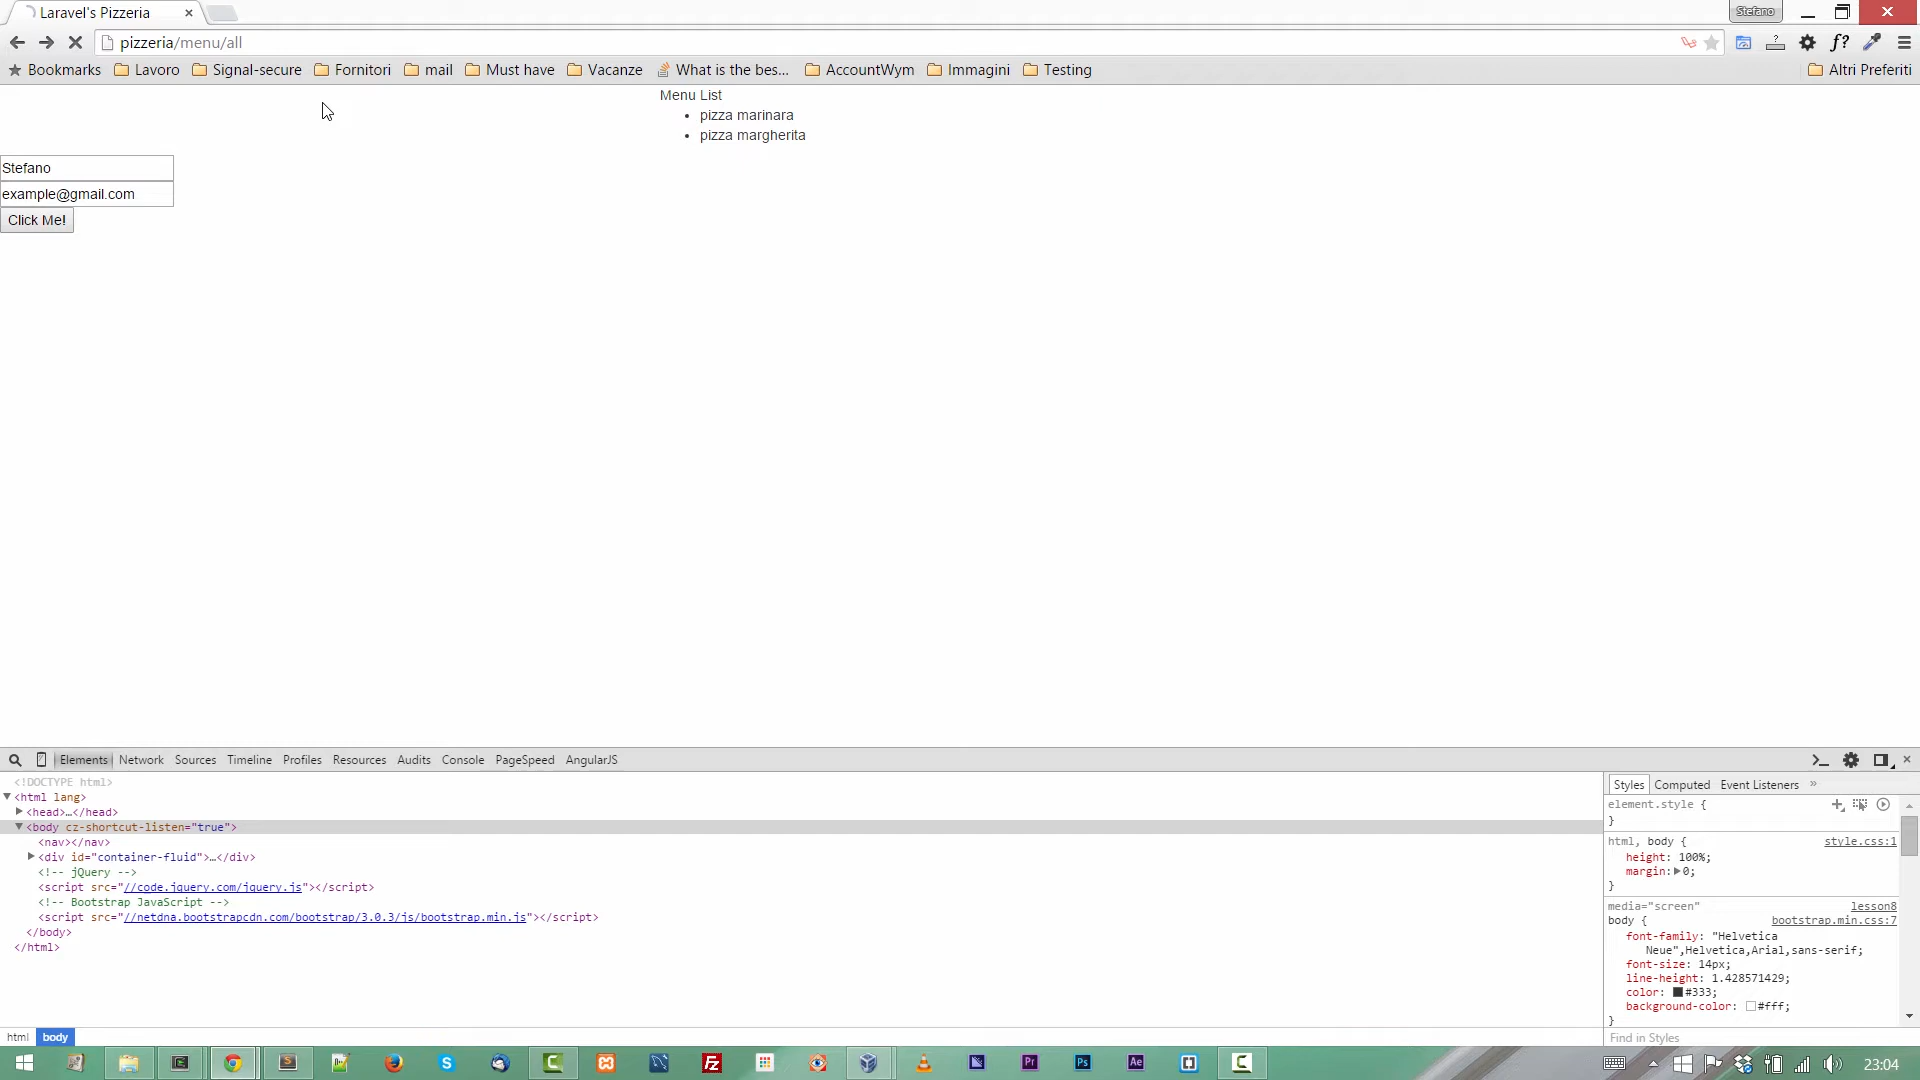 Laravel's Pizzeria
Stefano
pizzeria/menu/all
Bookmarks Lavoro Signal-secure Fornitori mail Must have Vacanze What is the bes... AccountWym Immagini Testing Altri Preferiti
Menu List
• pizza marinara
• pizza margherita
Stefano
example@gmail.com
Click Me!
Elements Network Sources Timeline Profiles Resources Audits Console PageSpeed AngularJS
<!DOCTYPE html>
<html lang>
<head>…</head>
<body cz-shortcut-listen="true">
<nav></nav>
<div id="container-fluid">…</div>
<!-- jQuery -->
<script src="//code.jquery.com/jquery.js"></script>
<!-- Bootstrap JavaScript -->
<script src="//netdna.bootstrapcdn.com/bootstrap/3.0.3/js/bootstrap.min.js"></script>
</body>
</html>
html body
Styles Computed Event Listeners »
element.style {
}
html, body { style.css:1
height: 100%;
margin: 0;
}
media="screen" lesson8
body { bootstrap.min.css:7
font-family: "Helvetica
Neue",Helvetica,Arial,sans-serif;
font-size: 14px;
line-height: 1.428571429;
color: #333;
background-color: #fff;
}
Find in Styles
23:04